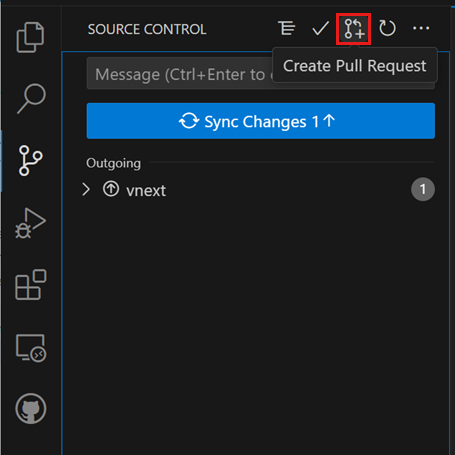 SOURCE CONTROL
Create Pull Request
Message (Ctrl+Enter to
Sync Changes 1↑
Outgoing
vnext
1